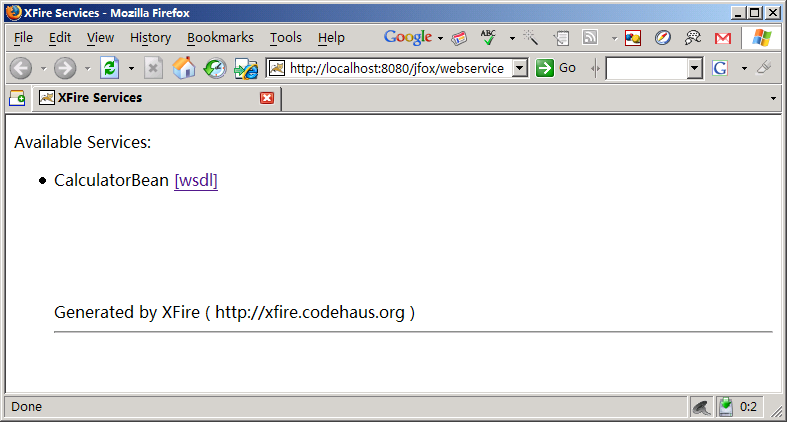 XFire Services - Mozilla Firefox
File Edit View History Bookmarks Tools Help
Google ABC
http://localhost:8080/jfox/webservice Go G
XFire Services
Available Services:
CalculatorBean [wsdl]
Generated by XFire ( http://xfire.codehaus.org )
Done 0:2